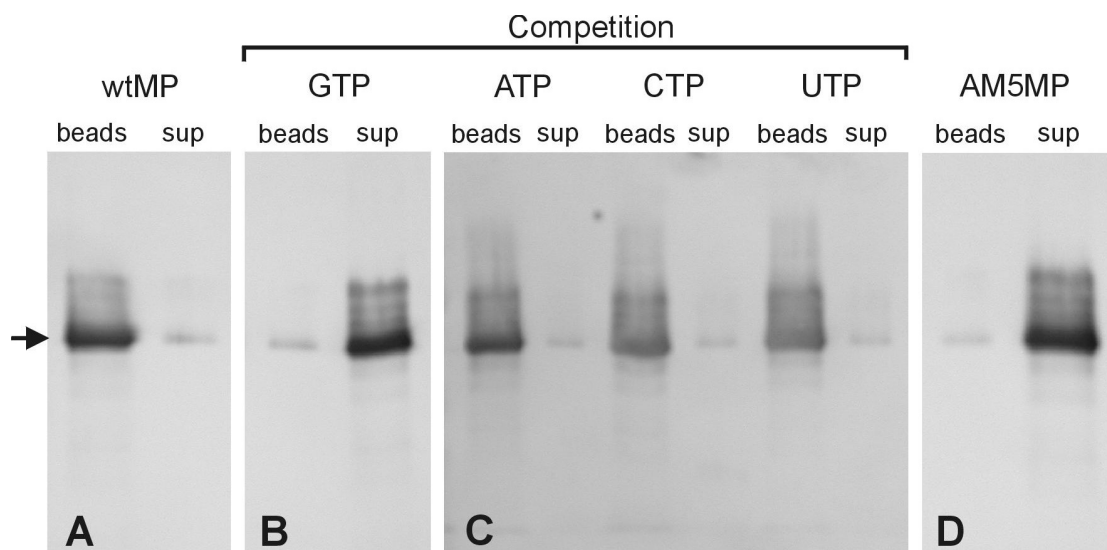 Competition
wtMP GTP ATP CTP UTP AM5MP
beads sup beads sup beads sup beads sup beads sup beads sup
A B C D